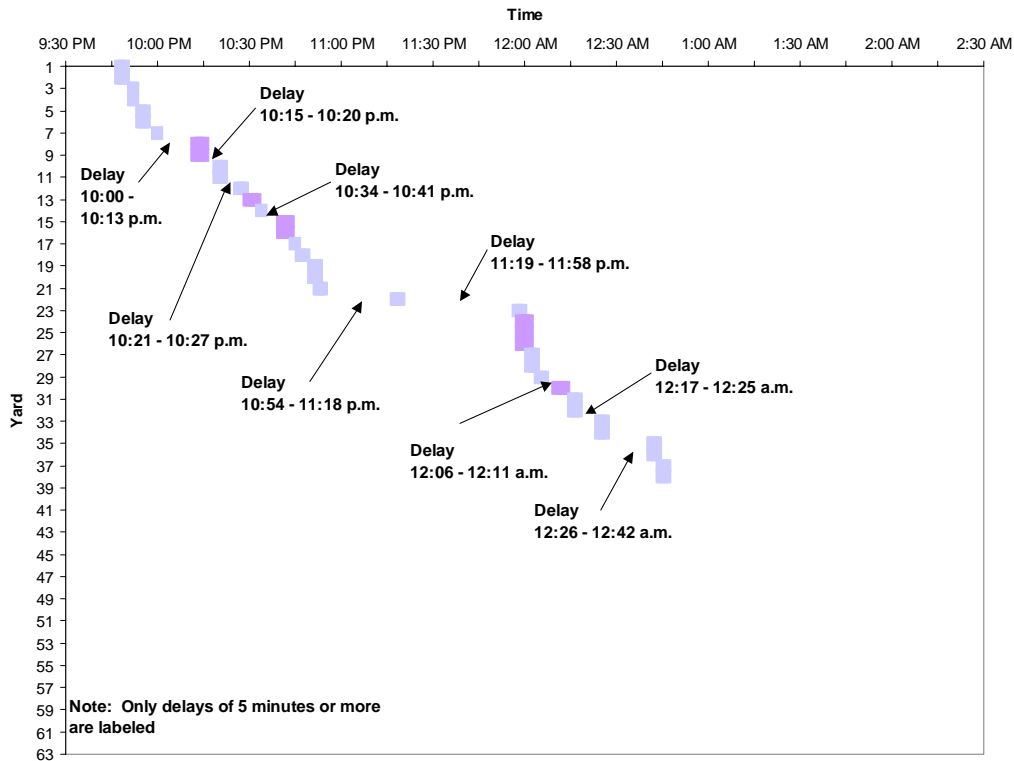 Time
9:30 PM 10:00 PM 10:30 PM 11:00 PM 11:30 PM 12:00 AM 12:30 AM 1:00 AM 1:30 AM 2:00 AM 2:30 AM
1
3
5
7
9
11
13
15
17
19
21
23
25
27
29
31
33
35
37
39
41
43
45
47
49
51
53
55
57
59
61
63
Yard
Delay
10:15 - 10:20 p.m.
Delay
10:00 -
10:13 p.m.
Delay
10:34 - 10:41 p.m.
Delay
11:19 - 11:58 p.m.
Delay
10:21 - 10:27 p.m.
Delay
10:54 - 11:18 p.m.
Delay
12:17 - 12:25 a.m.
Delay
12:06 - 12:11 a.m.
Delay
12:26 - 12:42 a.m.
Note: Only delays of 5 minutes or more
are labeled